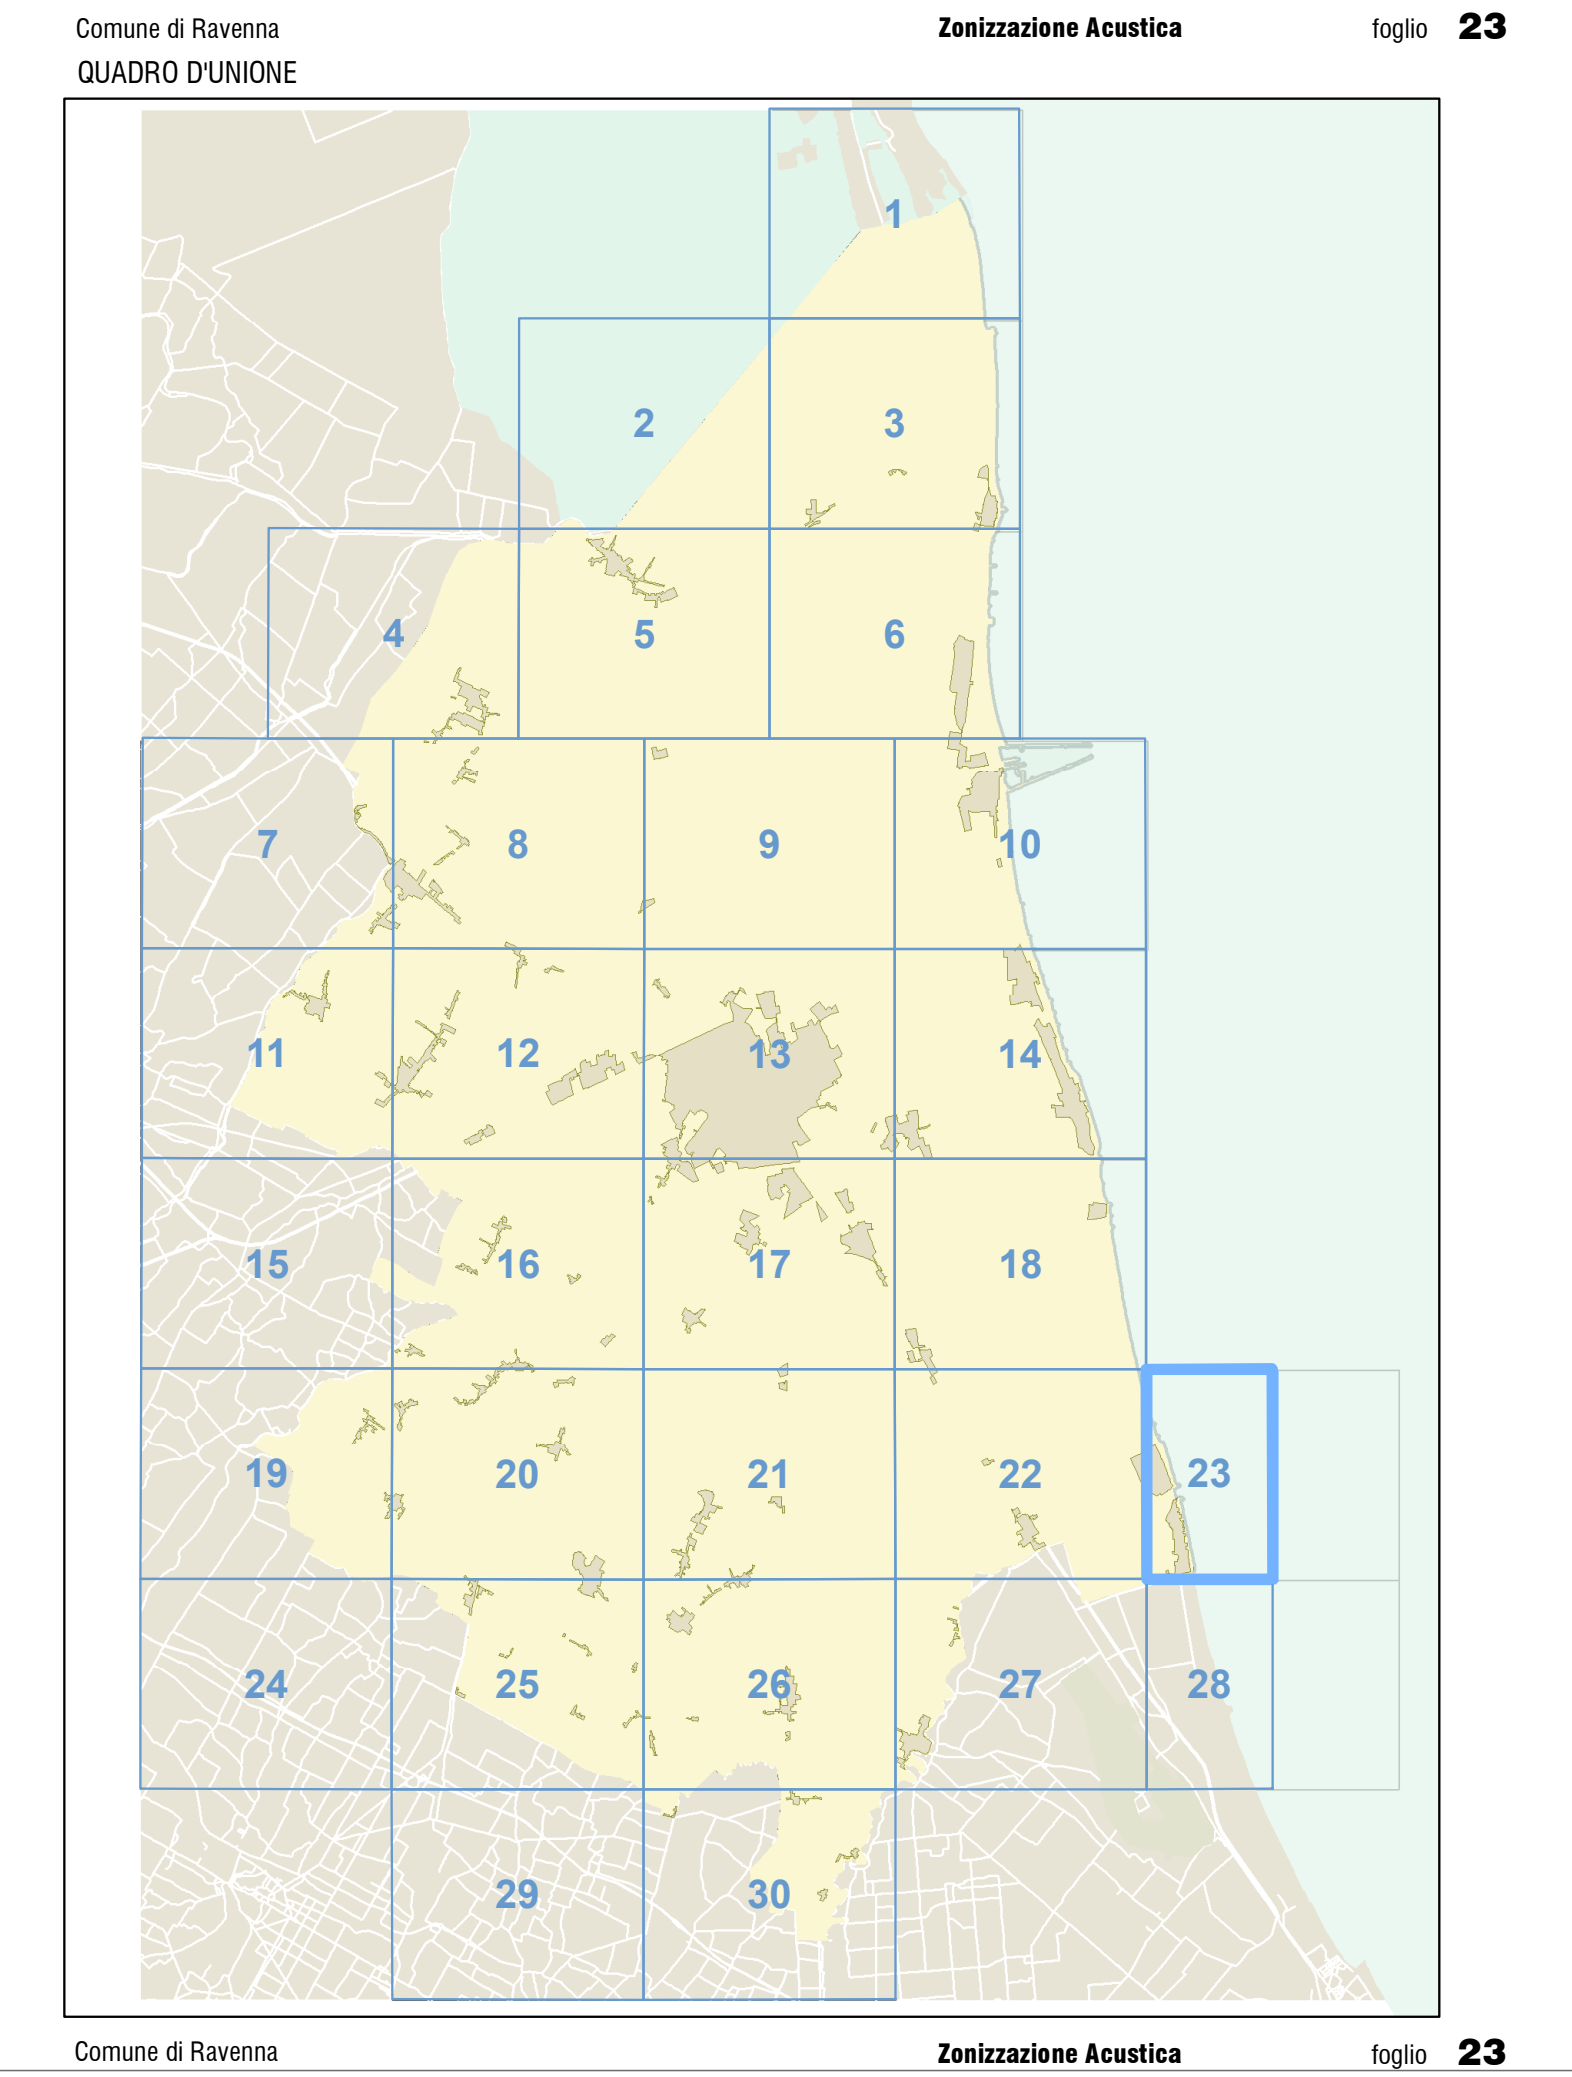 Comune di Ravenna Zonizzazione Acustica foglio 23
QUADRO D'UNIONE
1
2 3
4 5 6
7 8 9 10
11 12 13 14
15 16 17 18
19 20 21 22 23
24 25 26 27 28
29 30
Comune di Ravenna Zonizzazione Acustica foglio 23